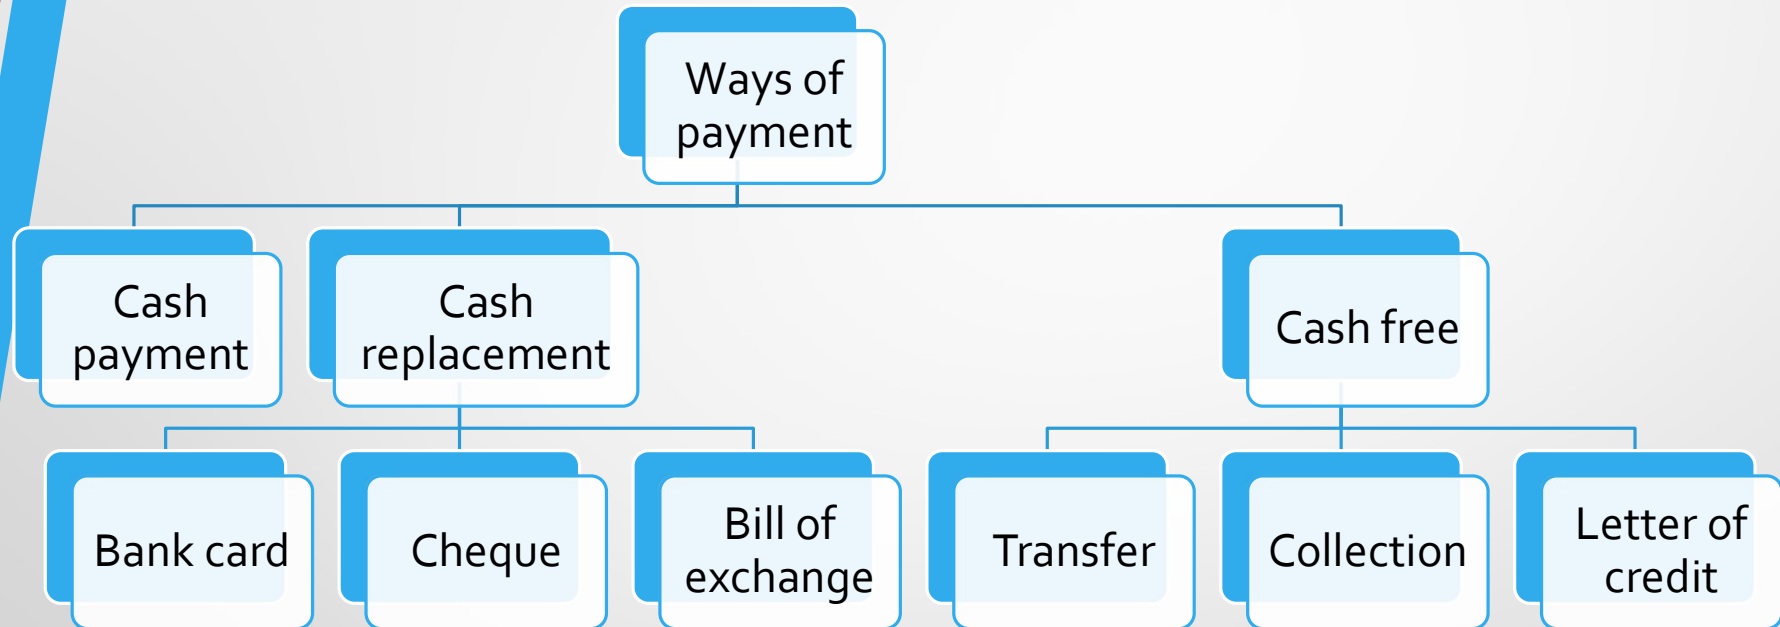 Ways of
payment
Cash
payment
Cash
replacement
Cash free
Bank card
Cheque
Bill of
exchange
Transfer
Collection
Letter of
credit